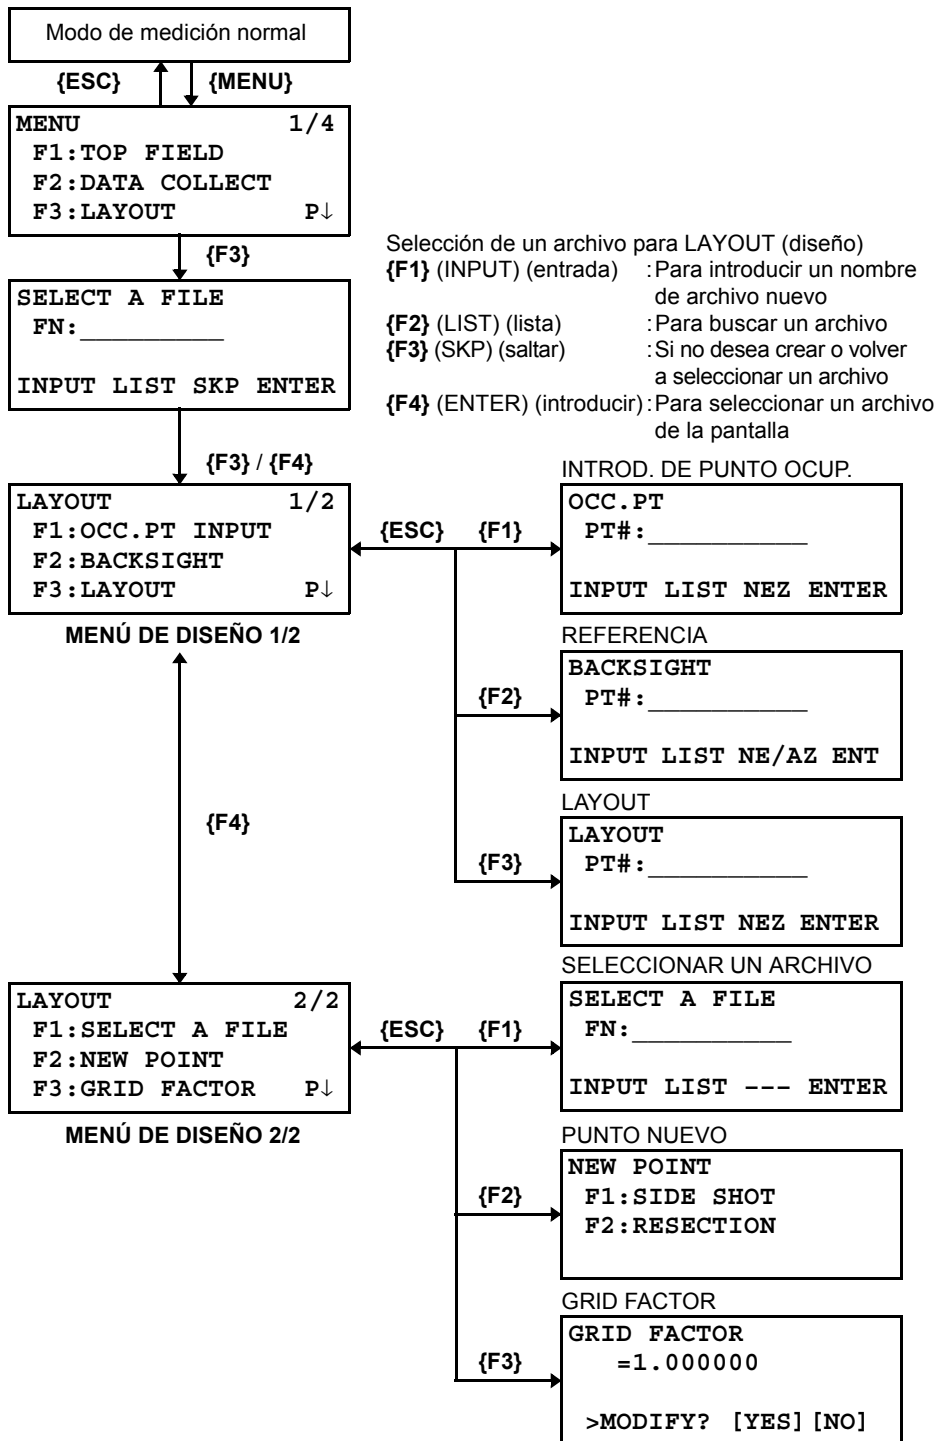 Modo de medición normal
{ESC} {MENU}
MENU 1/4
F1:TOP FIELD
F2:DATA COLLECT
F3:LAYOUT P↓
{F3}
SELECT A FILE
FN:_________
INPUT LIST SKP ENTER
Selección de un archivo para LAYOUT (diseño)
{F1} (INPUT) (entrada) :Para introducir un nombre
de archivo nuevo
{F2} (LIST) (lista) :Para buscar un archivo
{F3} (SKP) (saltar) :Si no desea crear o volver
a seleccionar un archivo
{F4} (ENTER) (introducir):Para seleccionar un archivo
de la pantalla
{F3} / {F4}
LAYOUT 1/2
F1:OCC.PT INPUT
F2:BACKSIGHT
F3:LAYOUT P↓
MENÚ DE DISEÑO 1/2
{ESC} {F1}
INTROD. DE PUNTO OCUP.
OCC.PT
PT#:__________
INPUT LIST NEZ ENTER
{F2}
REFERENCIA
BACKSIGHT
PT#:__________
INPUT LIST NE/AZ ENT
{F3}
LAYOUT
LAYOUT
PT#:__________
INPUT LIST NEZ ENTER
{F4}
LAYOUT 2/2
F1:SELECT A FILE
F2:NEW POINT
F3:GRID FACTOR P↓
MENÚ DE DISEÑO 2/2
{ESC} {F1}
SELECCIONAR UN ARCHIVO
SELECT A FILE
FN:__________
INPUT LIST --- ENTER
{F2}
PUNTO NUEVO
NEW POINT
F1:SIDE SHOT
F2:RESECTION
{F3}
GRID FACTOR
GRID FACTOR
=1.000000
>MODIFY? [YES][NO]